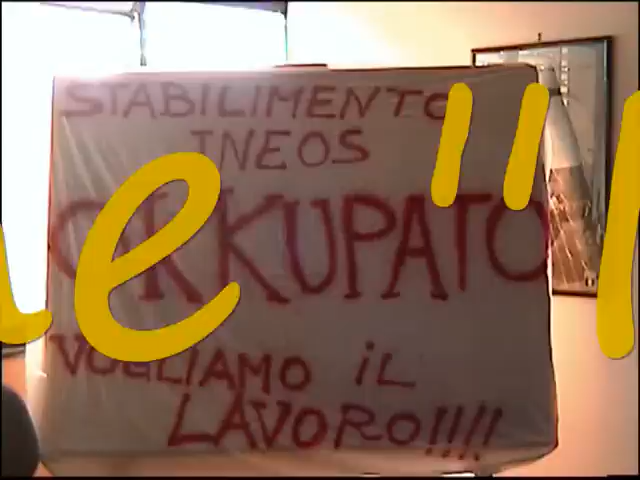 STABILIMENTO
INEOS
OKKUPATO
VOGLIAMO iL
LAVORO!!!!